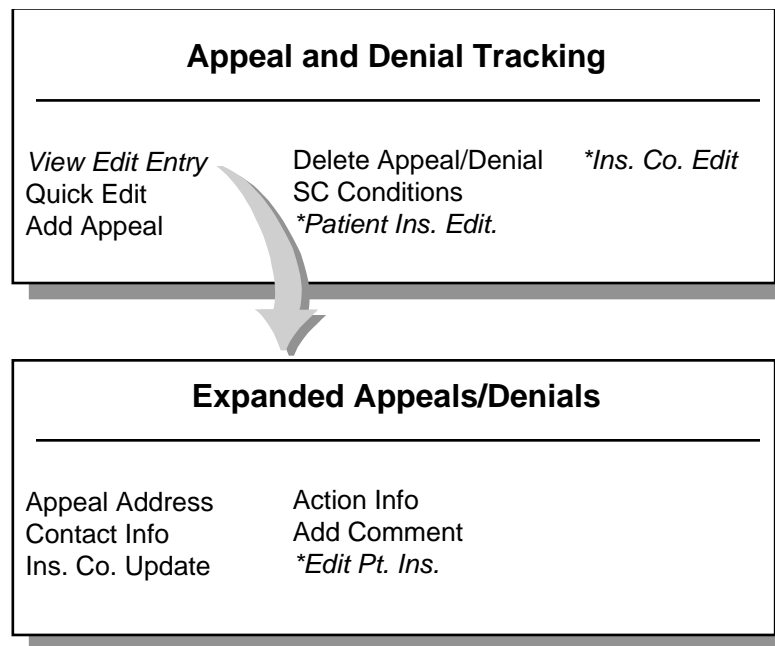 Appeal and Denial Tracking
View Edit Entry Delete Appeal/Denial *Ins. Co. Edit
Quick Edit SC Conditions
Add Appeal *Patient Ins. Edit.
Expanded Appeals/Denials
Appeal Address Action Info
Contact Info Add Comment
Ins. Co. Update *Edit Pt. Ins.